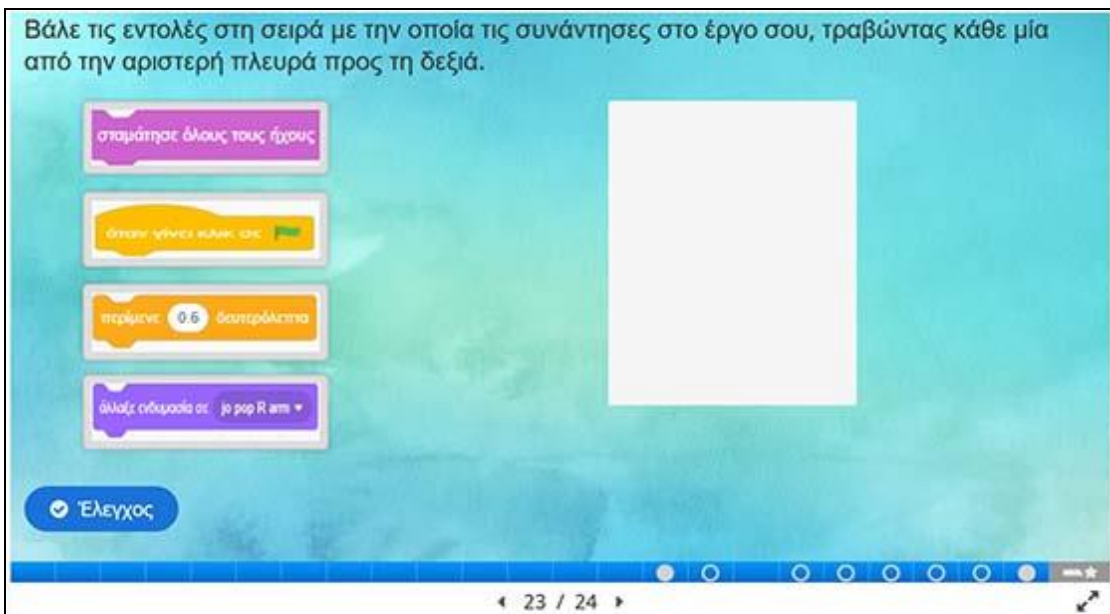 Βάλε τις εντολές στη σειρά με την οποία τις συνάντησες στο έργο σου, τραβώντας κάθε μία
από την αριστερή πλευρά προς τη δεξιά.
σταμάτησε όλους τους ήχους
όταν γίνει κλικ σε
περίμενε 0.6 δευτερόλεπτα
άλλαξε ενδυμασία σε jo pop R arm
Έλεγχος
23 / 24